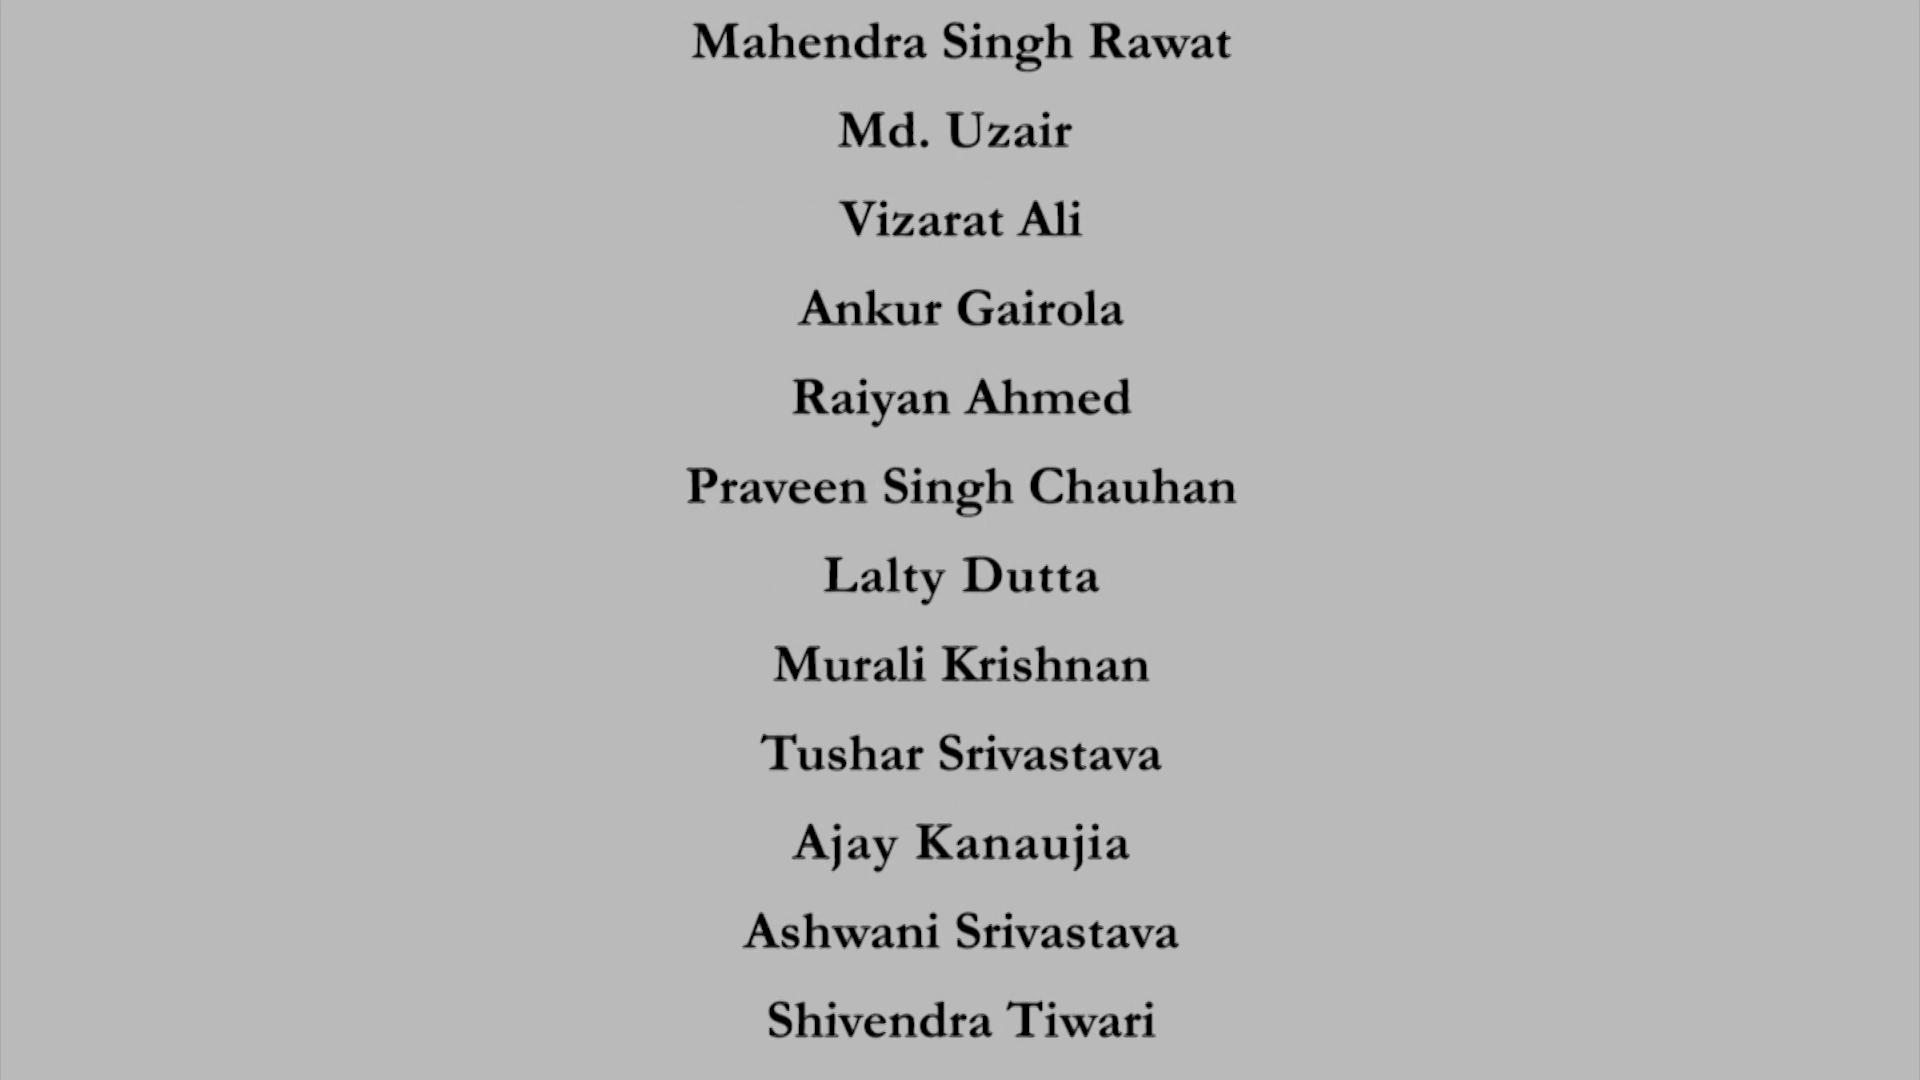 Mahendra Singh Rawat
Md. Uzair
Vizarat Ali
Ankur Gairola
Raiyan Ahmed
Praveen Singh Chauhan
Lalty Dutta
Murali Krishnan
Tushar Srivastava
Ajay Kanaujia
Ashwani Srivastava
Shivendra Tiwari